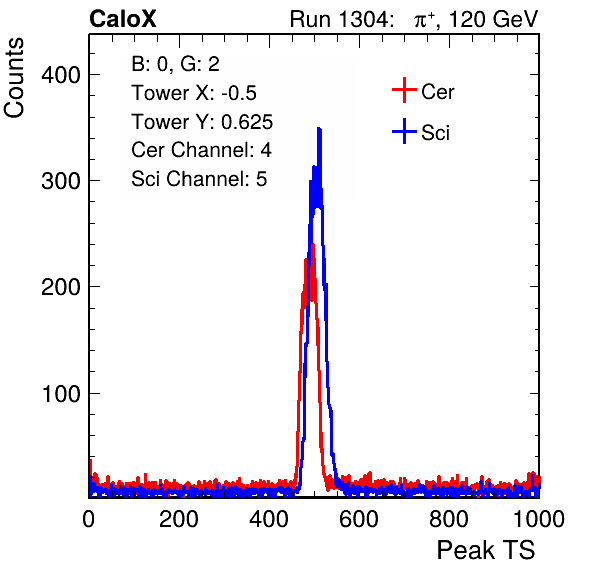 CaloX Run 1304: π⁺, 120 GeV
Counts
B: 0, G: 2
Tower X: -0.5
Tower Y: 0.625
Cer Channel: 4
Sci Channel: 5
Cer
Sci
400
300
200
100
0 200 400 600 800 1000
Peak TS